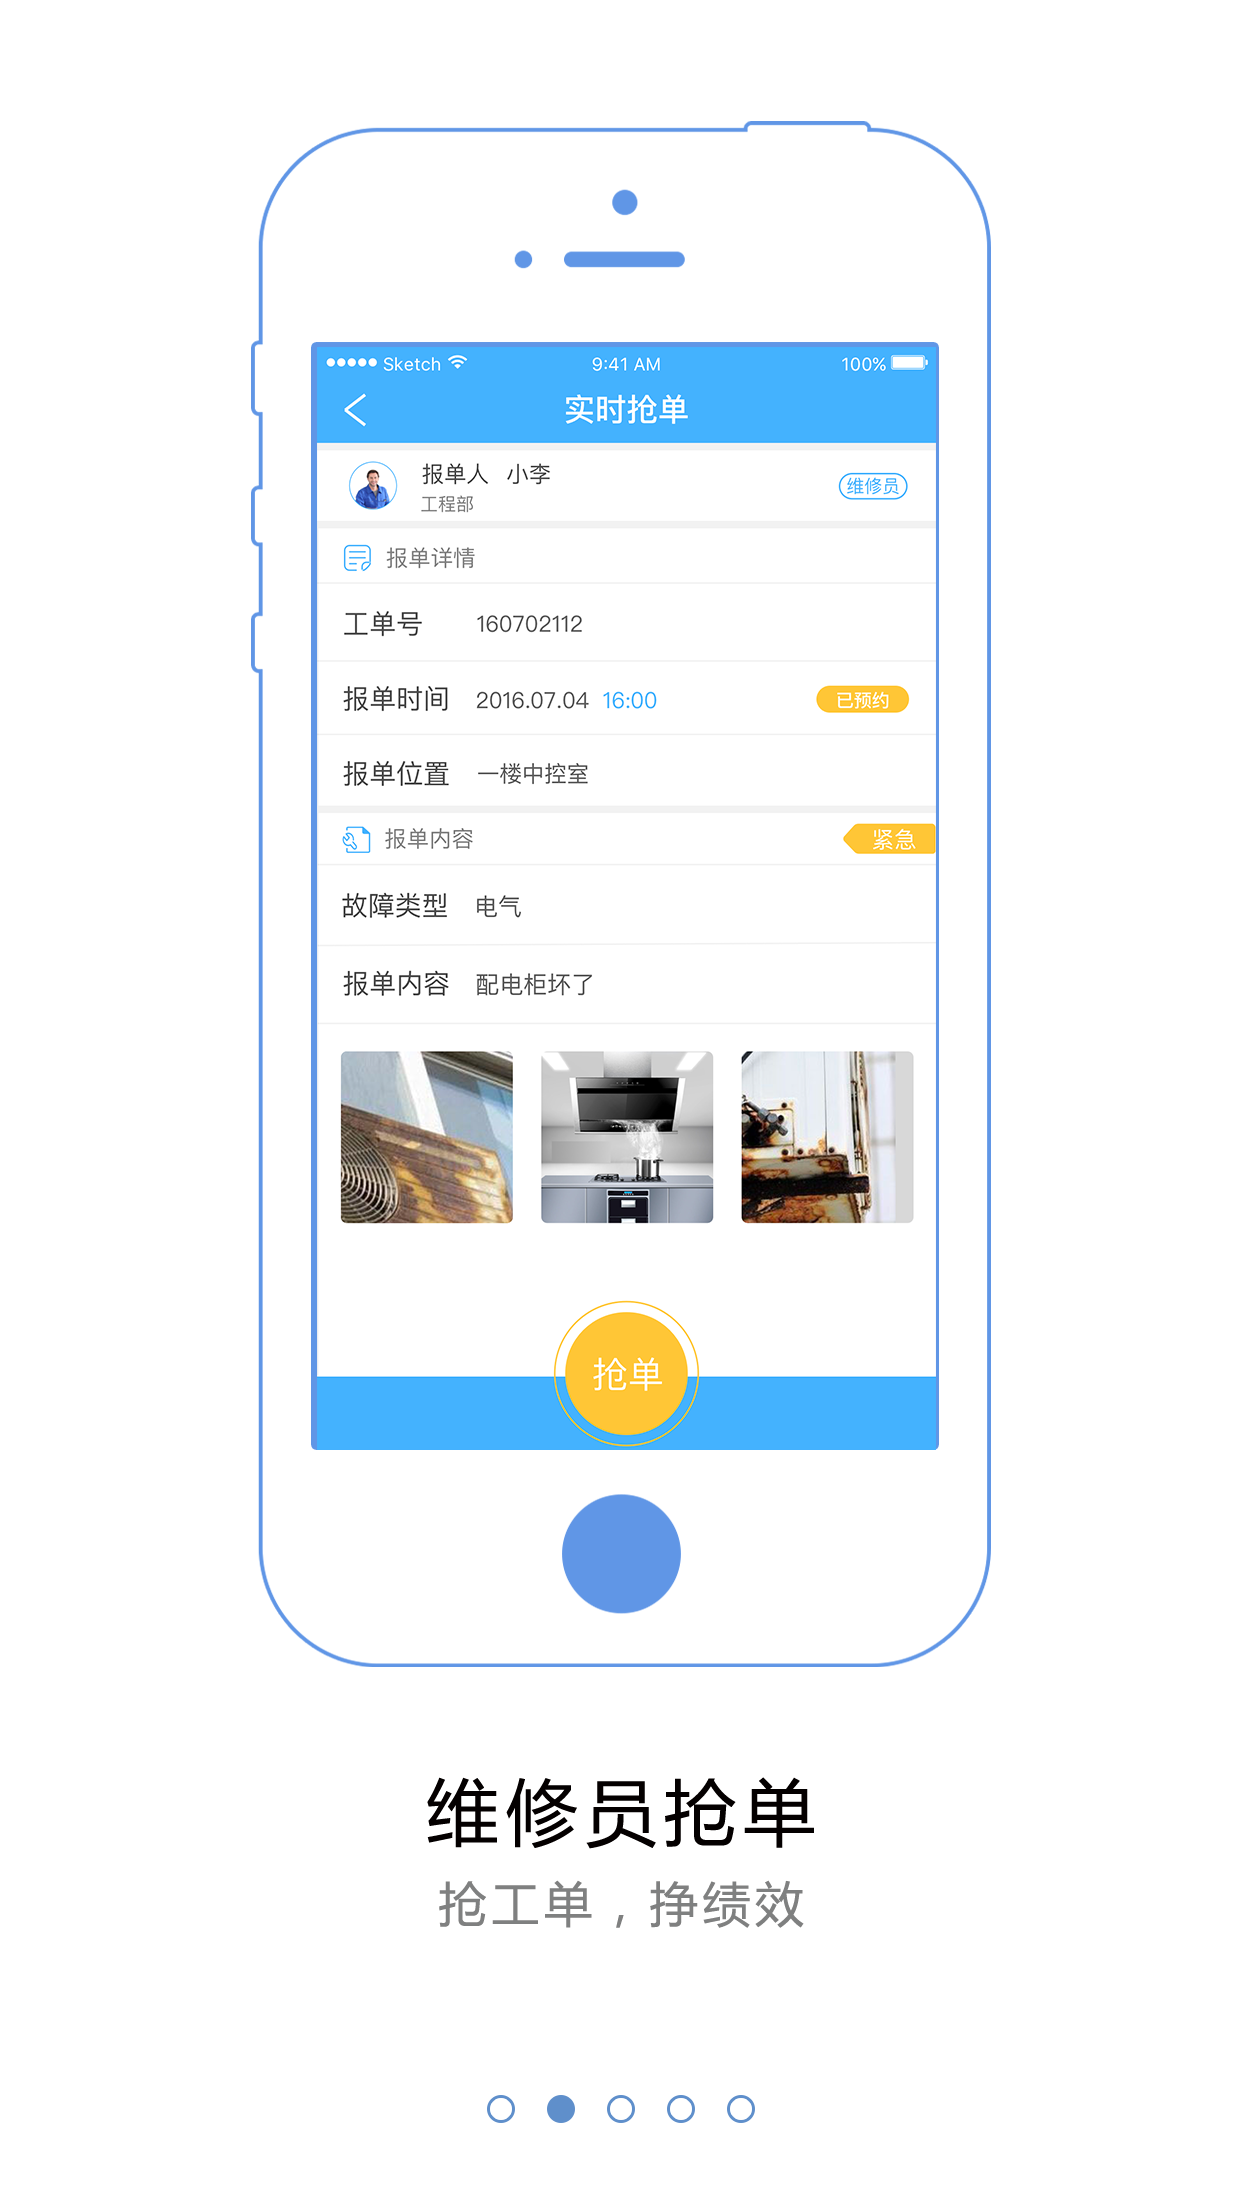 Sketch 9:41 AM 100%
实时抢单
报单人 小李
工程部
维修员
报单详情
工单号 160702112
报单时间 2016.07.04 16:00 已预约
报单位置 一楼中控室
报单内容 紧急
故障类型 电气
报单内容 配电柜坏了
抢单
维修员抢单
抢工单，挣绩效